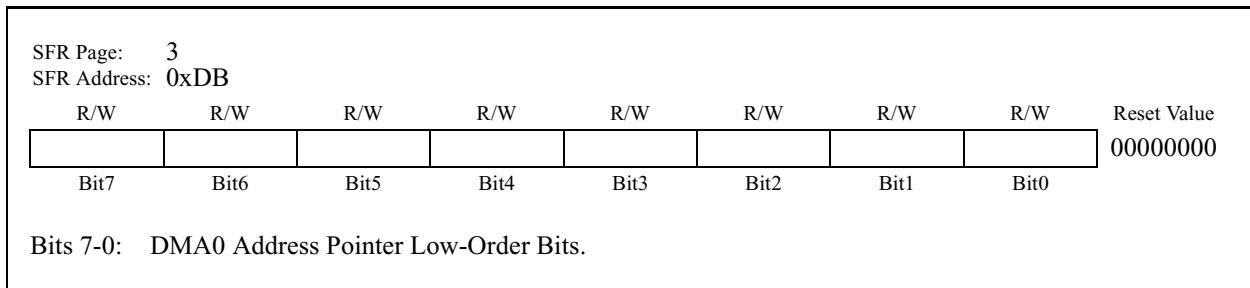 SFR Page: 3
SFR Address: 0xDB
R/W R/W R/W R/W R/W R/W R/W R/W Reset Value
00000000
Bit7 Bit6 Bit5 Bit4 Bit3 Bit2 Bit1 Bit0
Bits 7-0: DMA0 Address Pointer Low-Order Bits.